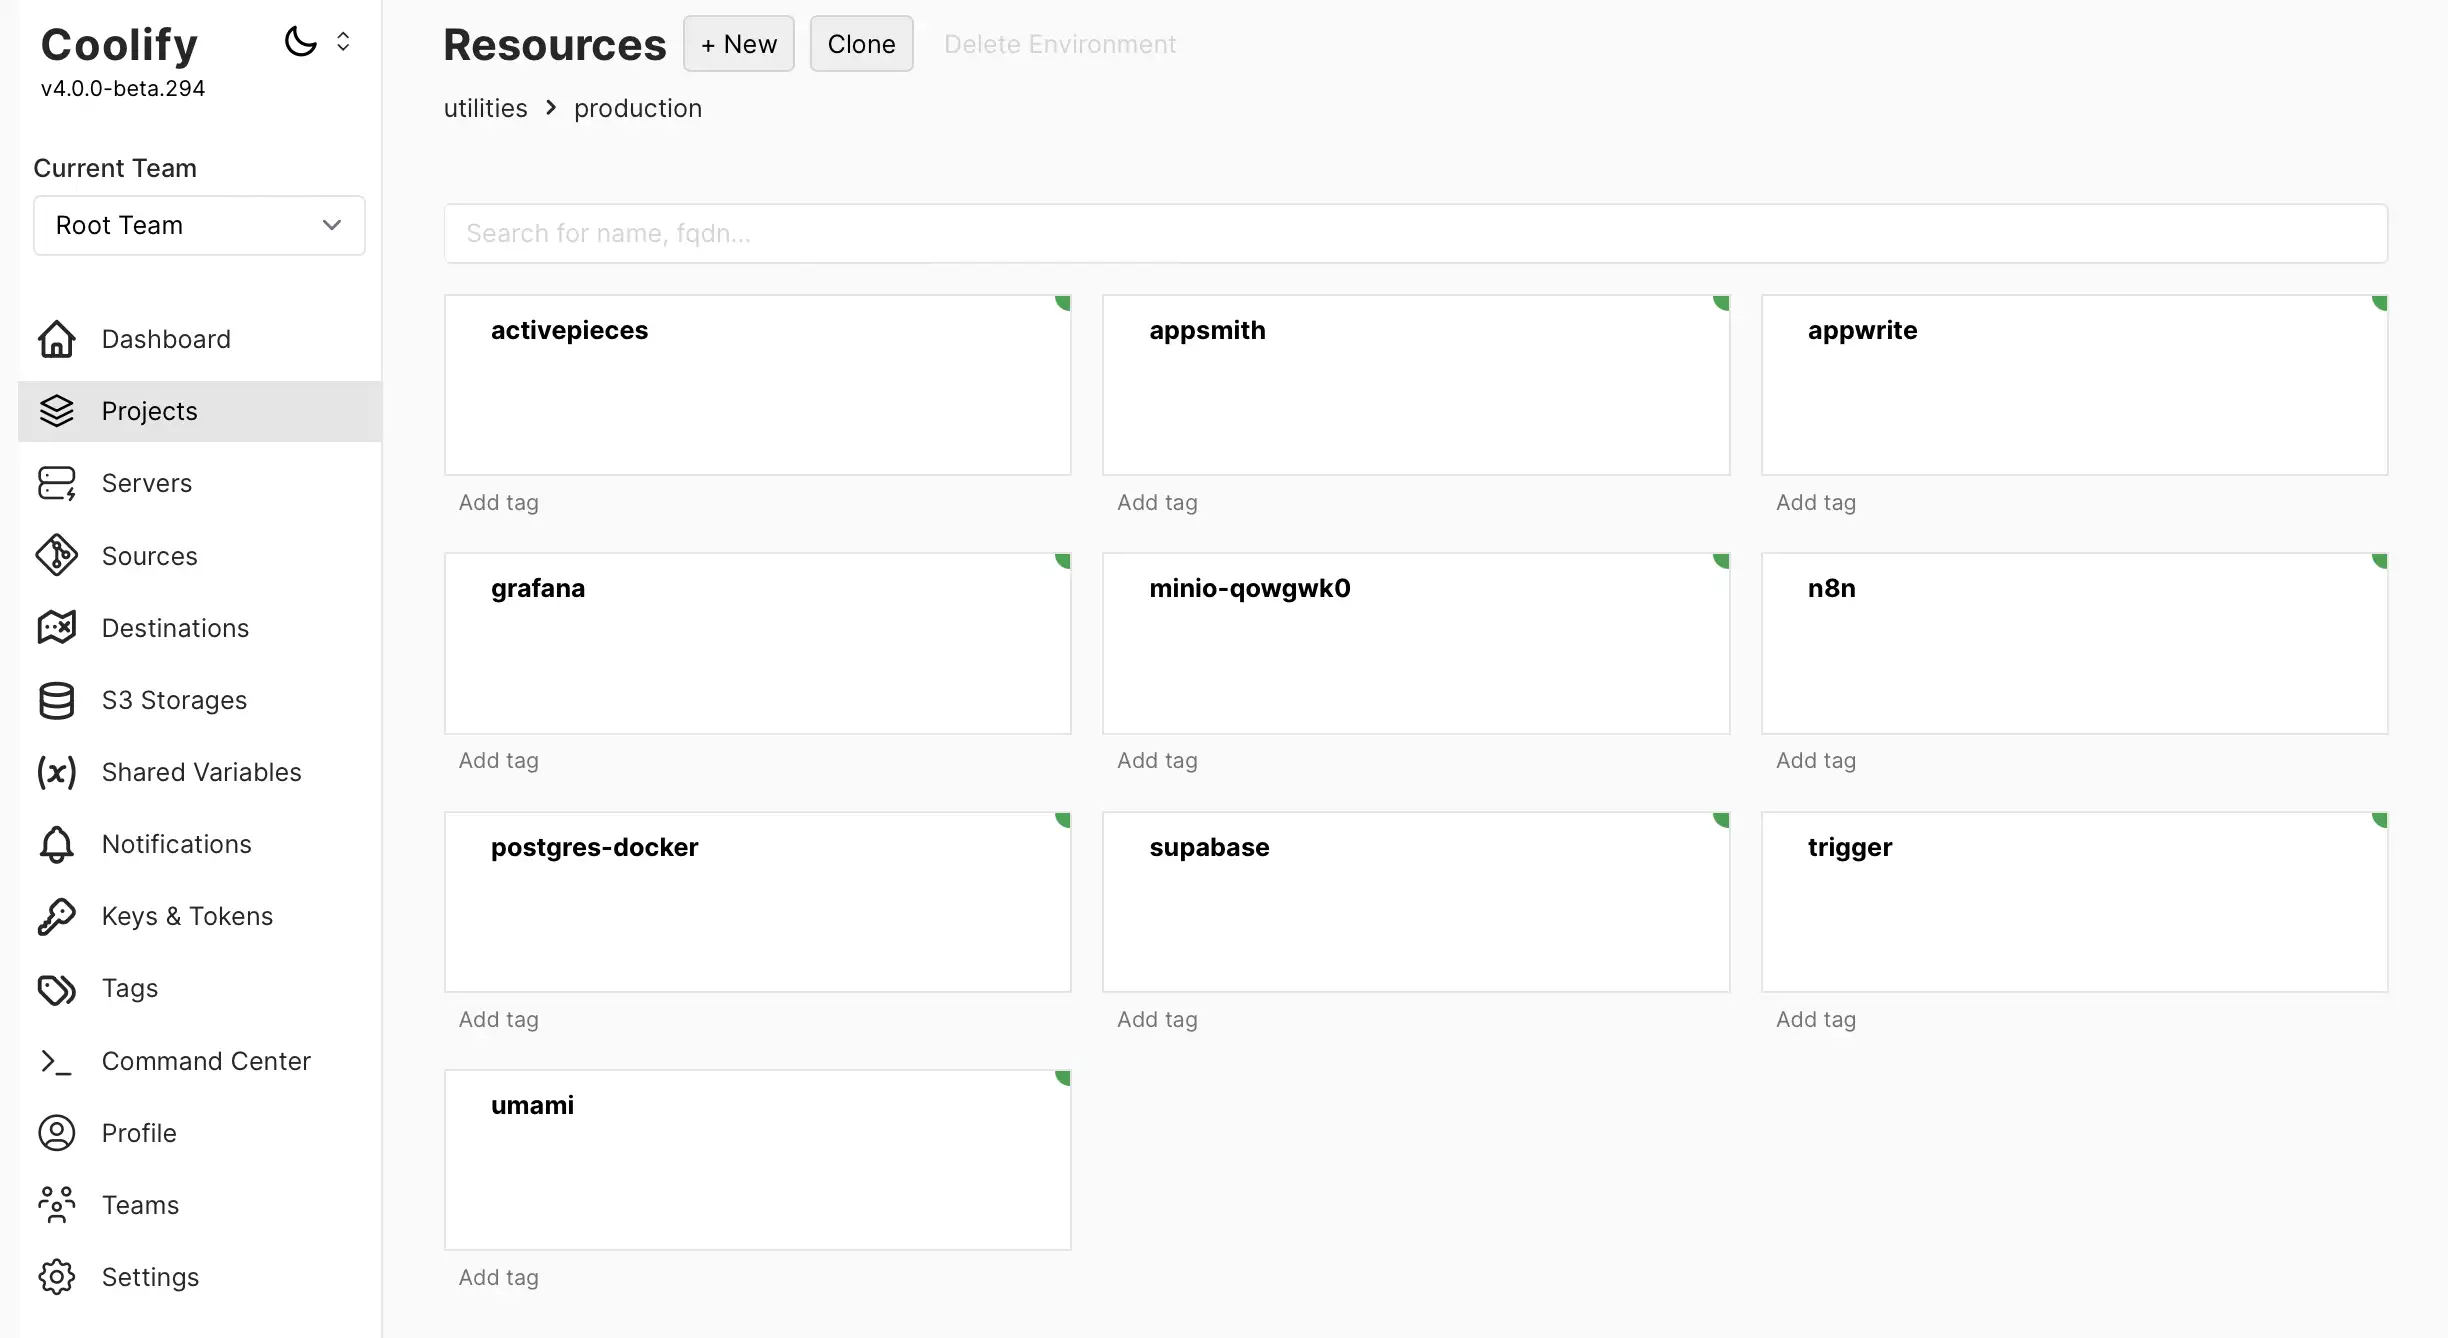 Coolify
v4.0.0-beta.294
Current Team
Root Team
Dashboard
Projects
Servers
Sources
Destinations
S3 Storages
Shared Variables
Notifications
Keys & Tokens
Tags
Command Center
Profile
Teams
Settings
Resources + New Clone Delete Environment
utilities > production
Search for name, fqdn...
activepieces appsmith appwrite
Add tag Add tag Add tag
grafana minio-qowgwk0 n8n
Add tag Add tag Add tag
postgres-docker supabase trigger
Add tag Add tag Add tag
umami
Add tag